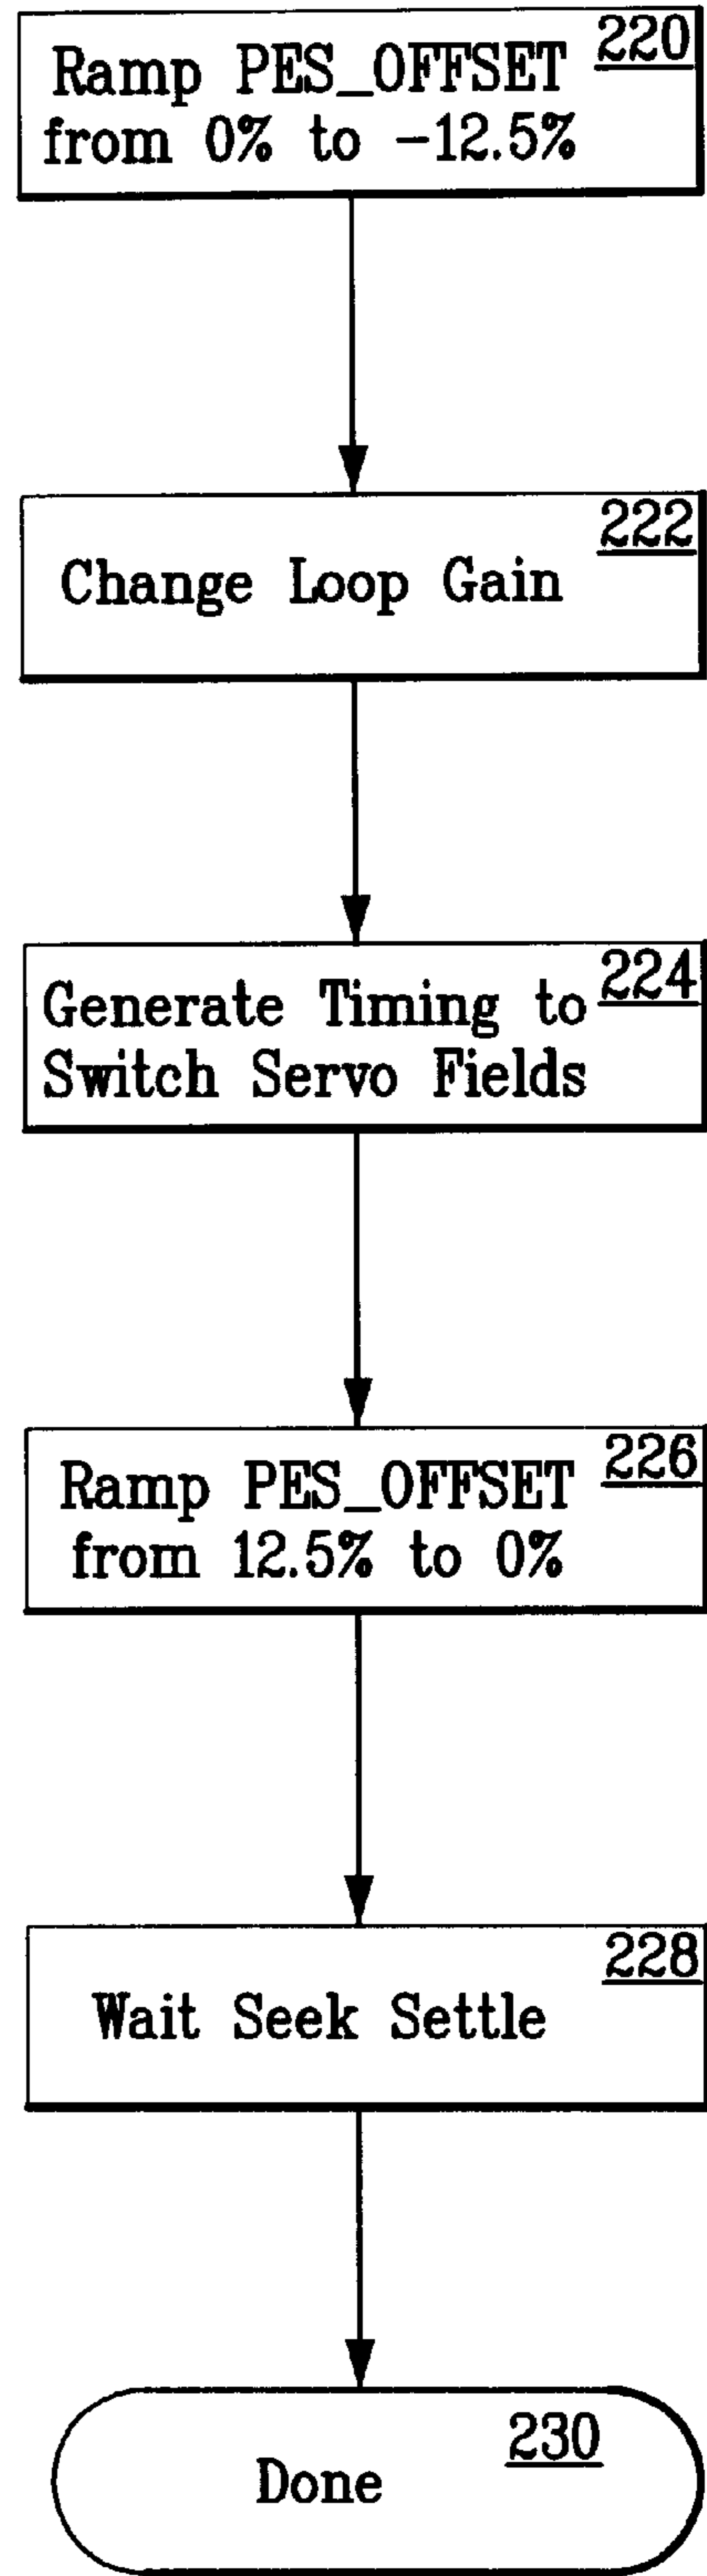 220
Ramp PES_OFFSET
from 0% to -12.5%
222
Change Loop Gain
224
Generate Timing to
Switch Servo Fields
226
Ramp PES_OFFSET
from 12.5% to 0%
228
Wait Seek Settle
230
Done